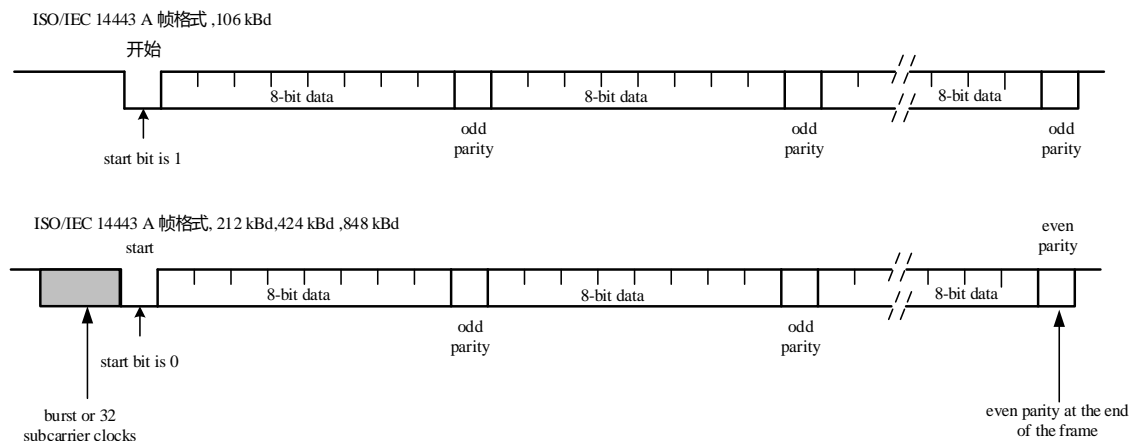 ISO/IEC 14443 A 帧格式 ,106 kBd
开始
8-bit data
8-bit data
8-bit data
start bit is 1
odd
parity
odd
parity
odd
parity
ISO/IEC 14443 A 帧格式, 212 kBd,424 kBd ,848 kBd
start
even
parity
8-bit data
8-bit data
8-bit data
start bit is 0
odd
parity
odd
parity
burst or 32
subcarrier clocks
even parity at the end
of the frame